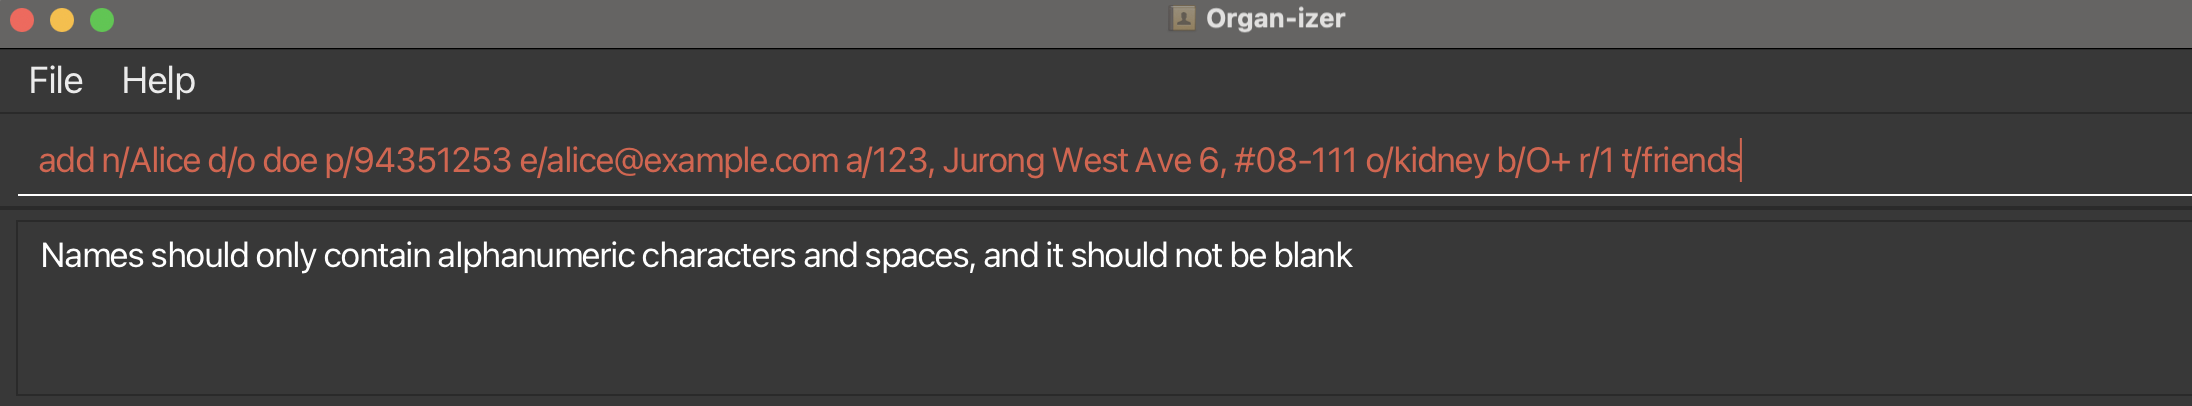 Organ-izer
File Help
add n/Alice d/o doe p/94351253 e/alice@example.com a/123, Jurong West Ave 6, #08-111 o/kidney b/O+ r/1 t/friends
Names should only contain alphanumeric characters and spaces, and it should not be blank